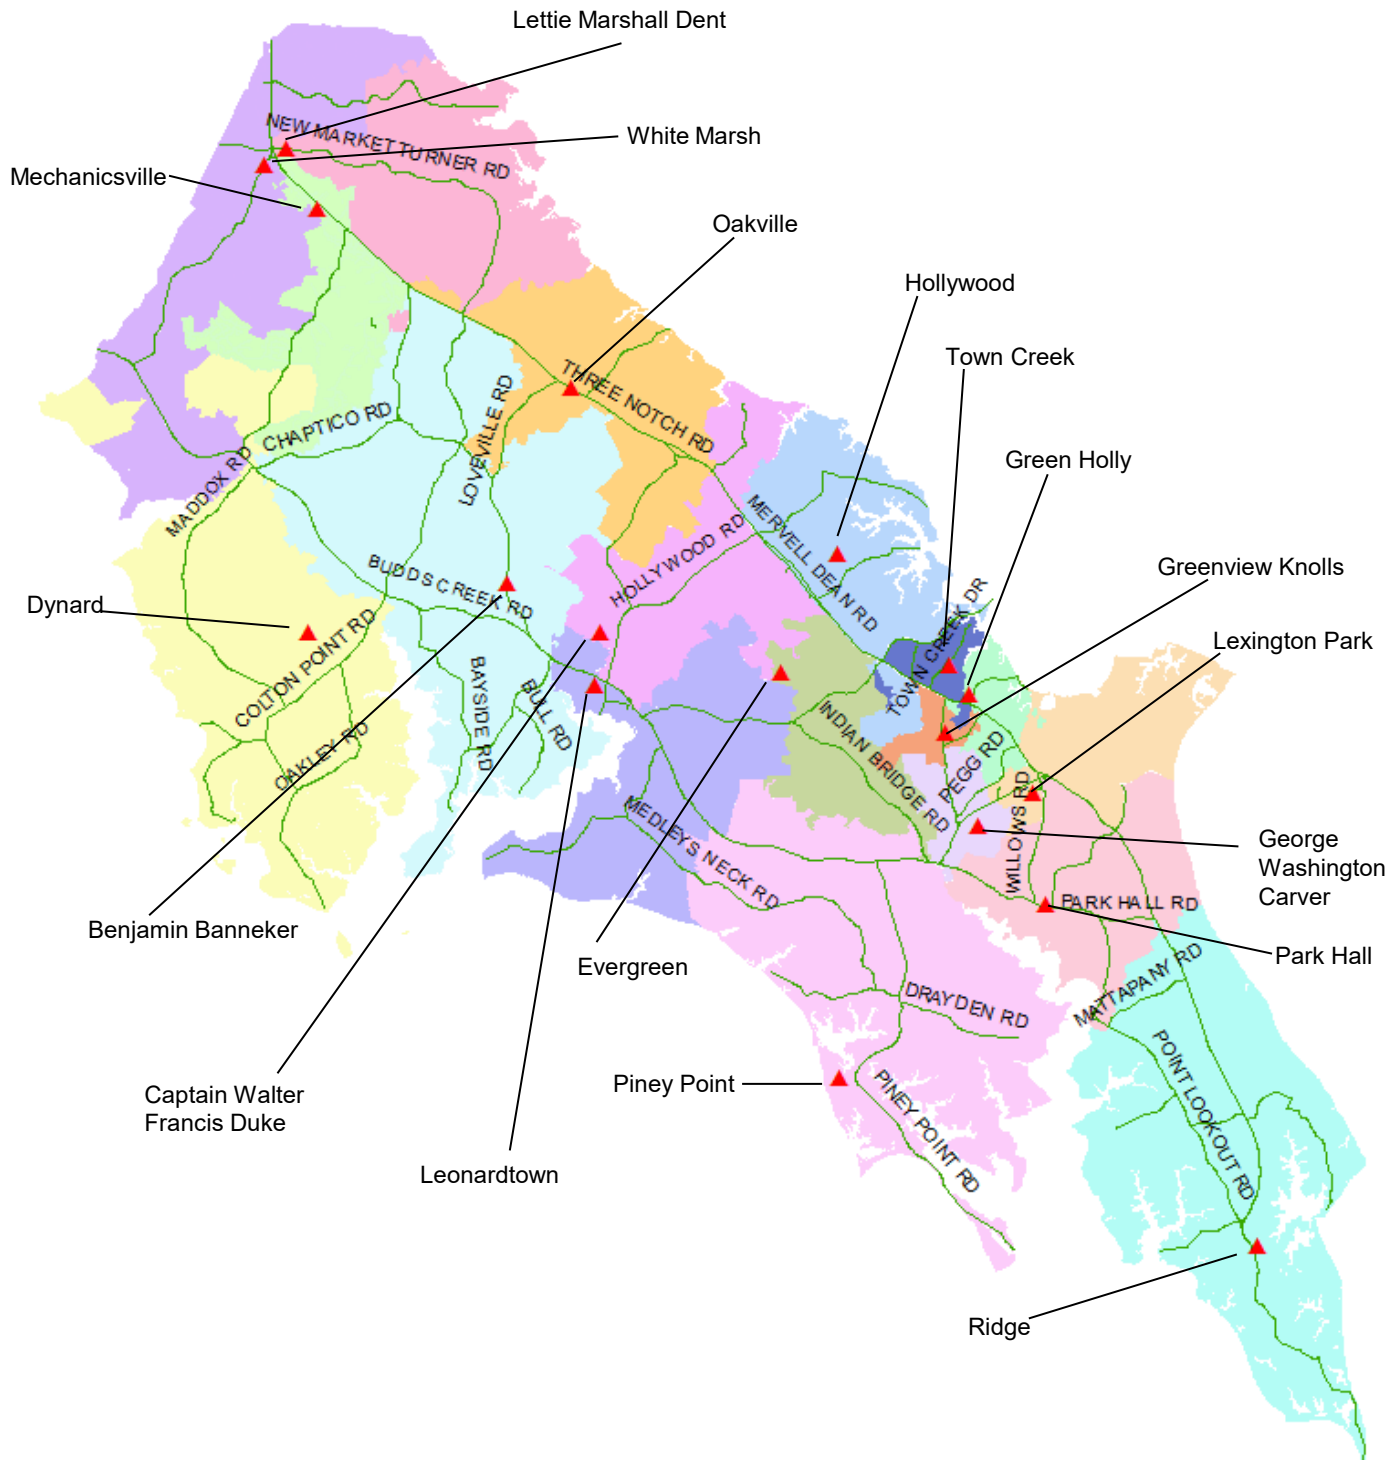 Lettie Marshall Dent
NEW MARKET TURNER RD
White Marsh
Mechanicsville
Oakville
Hollywood
Town Creek
THREE NOTCH RD
LOVEVILLE RD
CHAPTICO RD
MADDOX RD
Green Holly
MERVELL DEAN RD
HOLLYWOOD RD
BUDDS CREEK RD
Greenview Knolls
TOWN CREEK DR
Dynard
Lexington Park
COLTON POINT RD
BAYSIDE RD
BULL RD
OAKLEY RD
INDIAN BRIDGE RD
PEGG RD
WILLOWS RD
MEDLEYS NECK RD
George
Washington
Carver
PARK HALL RD
Benjamin Banneker
Park Hall
Evergreen
MATTAPANY RD
DRAYDEN RD
Captain Walter
Francis Duke
Piney Point
PINEY POINT RD
POINT LOOKOUT RD
Leonardtown
Ridge